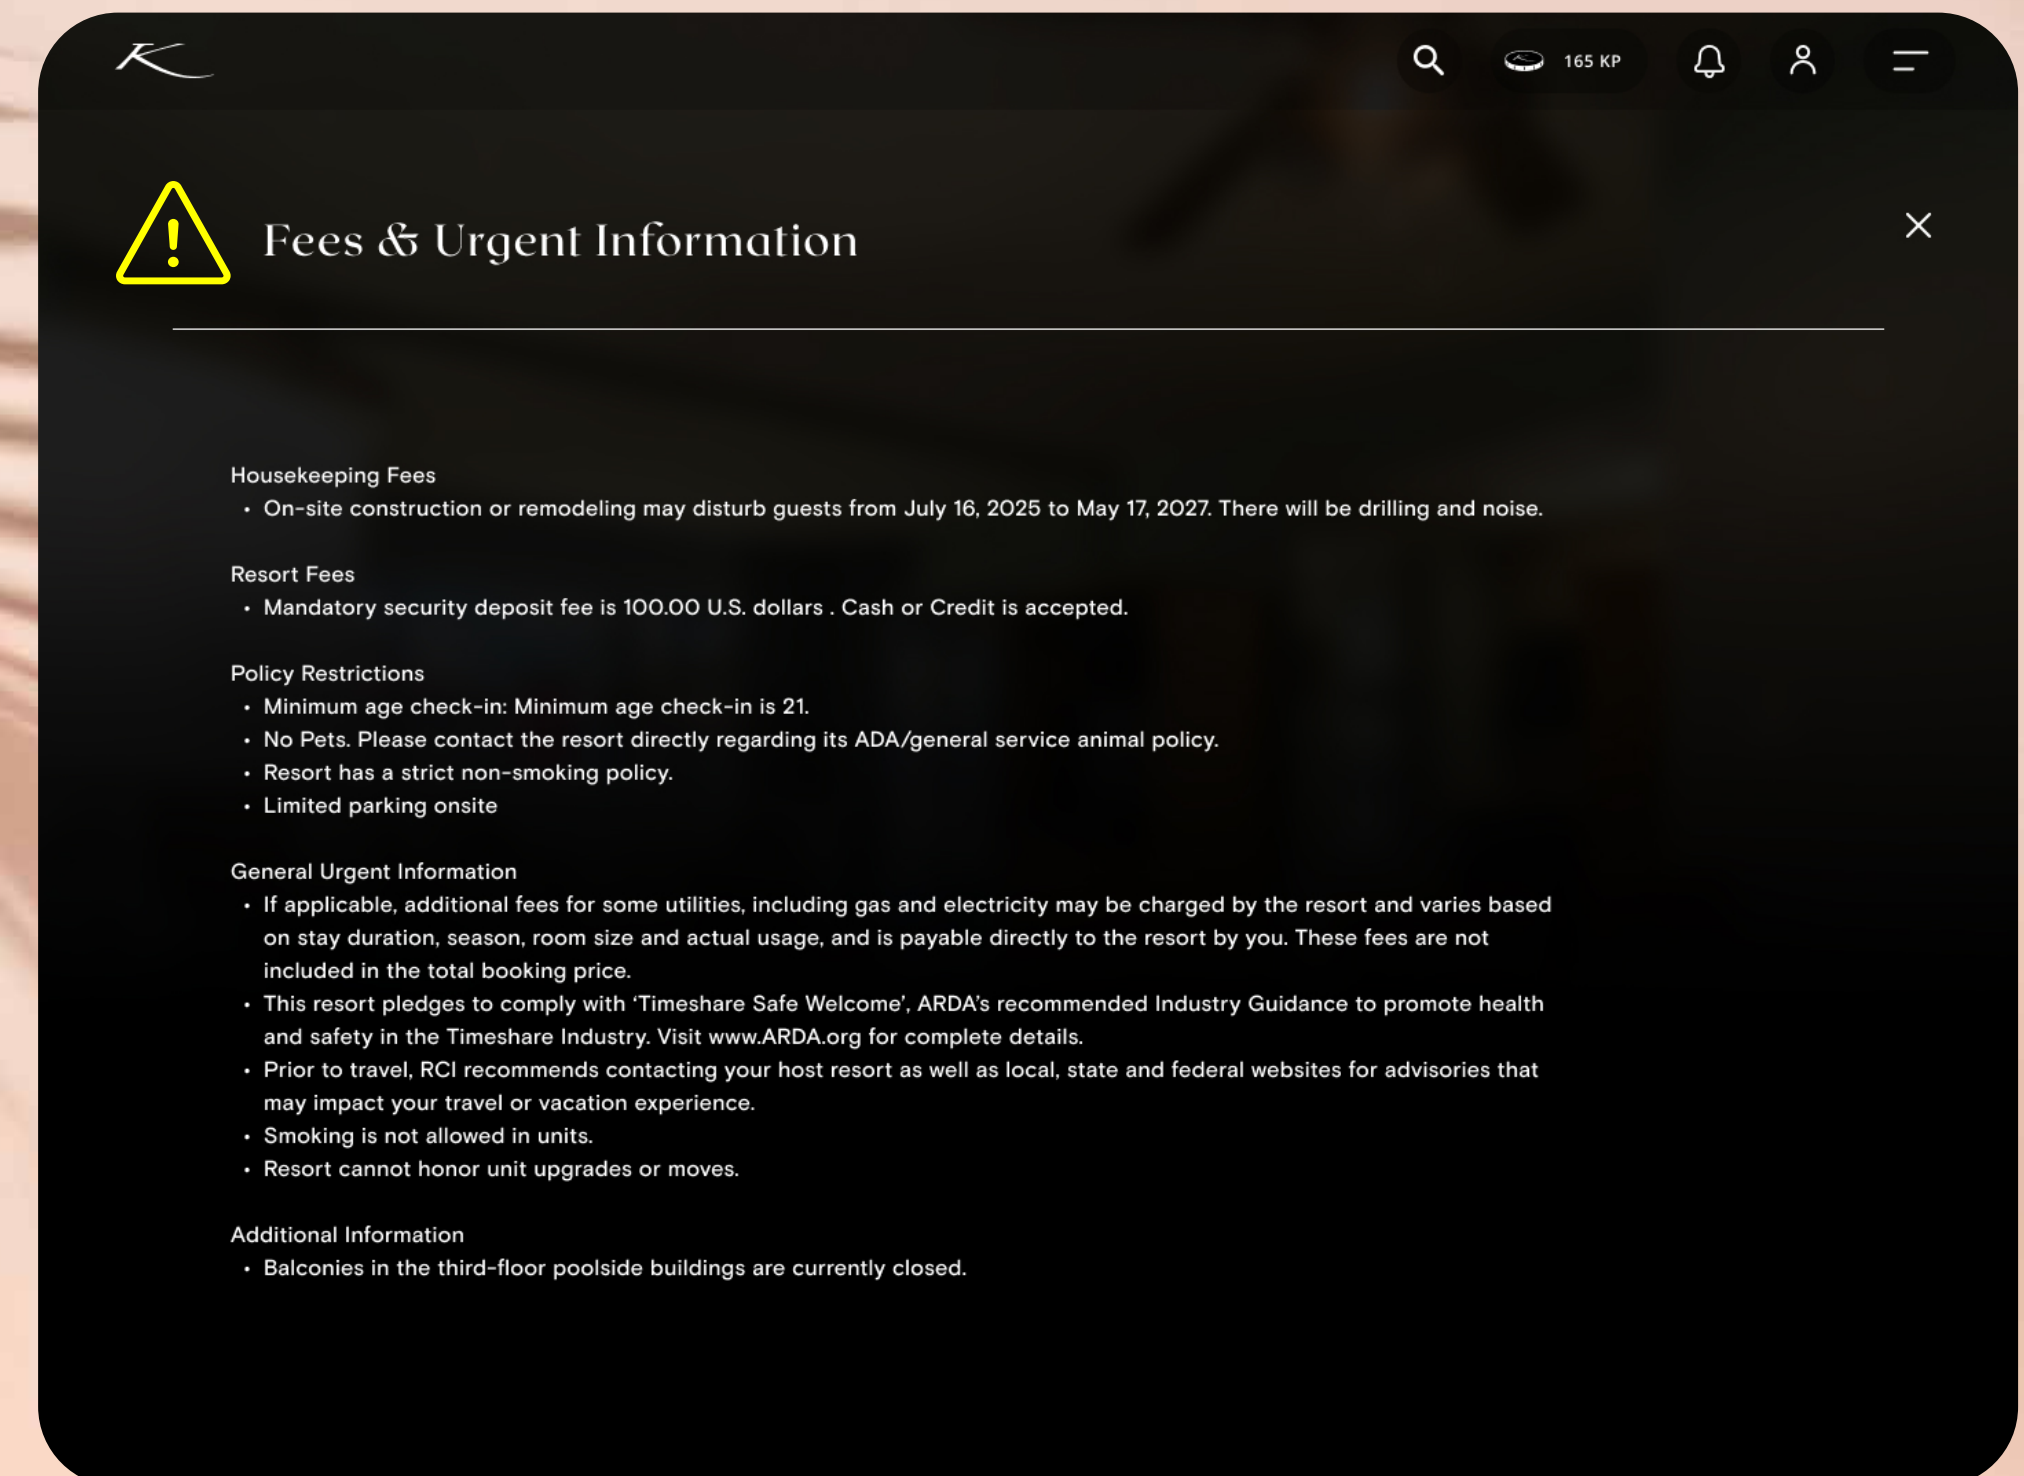 165 KP
Fees & Urgent Information
Housekeeping Fees
• On-site construction or remodeling may disturb guests from July 16, 2025 to May 17, 2027. There will be drilling and noise.
Resort Fees
• Mandatory security deposit fee is 100.00 U.S. dollars . Cash or Credit is accepted.
Policy Restrictions
• Minimum age check-in: Minimum age check-in is 21.
• No Pets. Please contact the resort directly regarding its ADA/general service animal policy.
• Resort has a strict non-smoking policy.
• Limited parking onsite
General Urgent Information
• If applicable, additional fees for some utilities, including gas and electricity may be charged by the resort and varies based
on stay duration, season, room size and actual usage, and is payable directly to the resort by you. These fees are not
included in the total booking price.
• This resort pledges to comply with ‘Timeshare Safe Welcome’, ARDA’s recommended Industry Guidance to promote health
and safety in the Timeshare Industry. Visit www.ARDA.org for complete details.
• Prior to travel, RCI recommends contacting your host resort as well as local, state and federal websites for advisories that
may impact your travel or vacation experience.
• Smoking is not allowed in units.
• Resort cannot honor unit upgrades or moves.
Additional Information
• Balconies in the third-floor poolside buildings are currently closed.